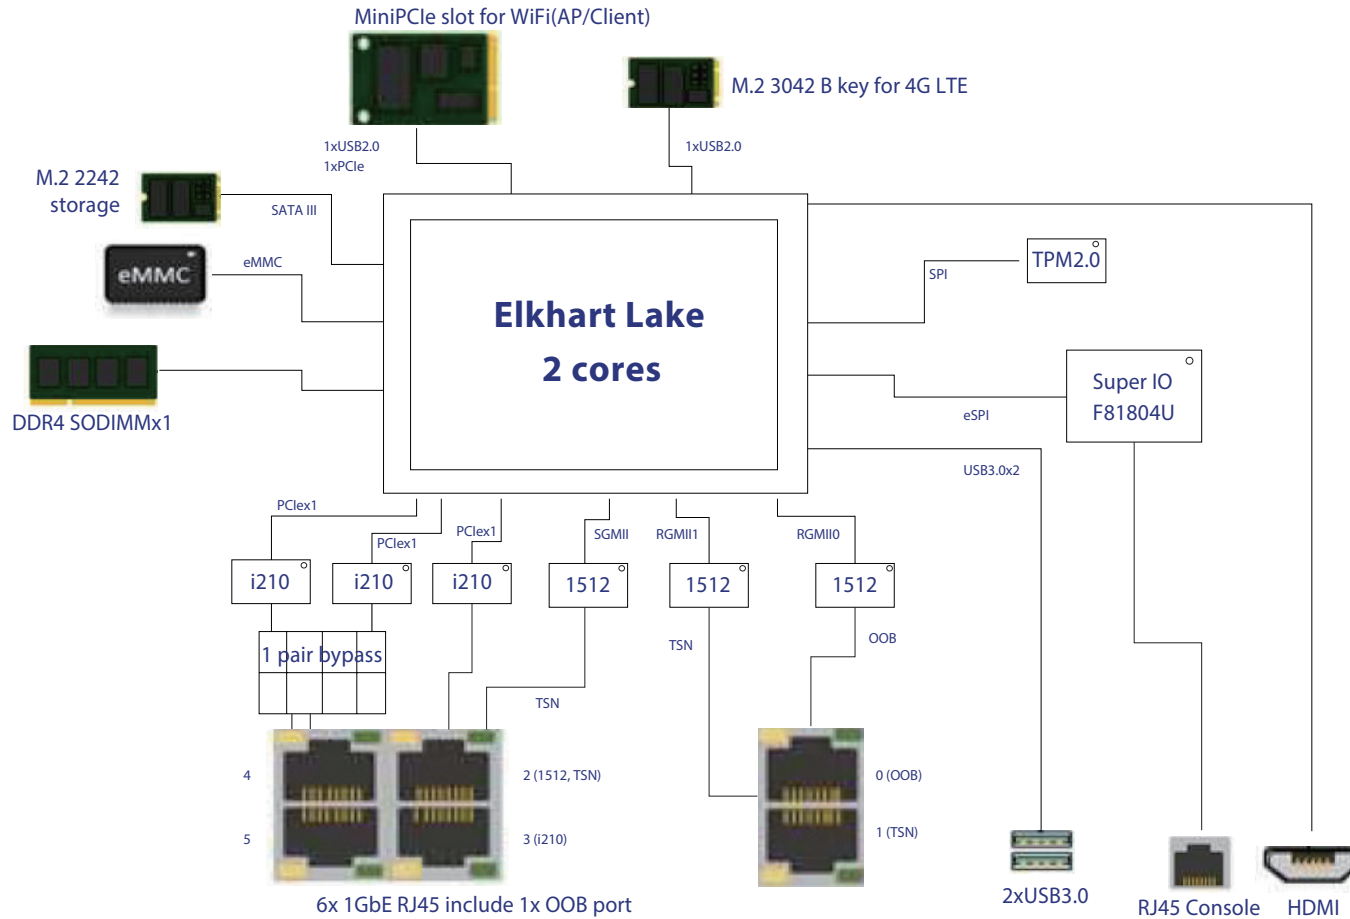 MiniPCIe slot for WiFi(AP/Client)
M.2 3042 B key for 4G LTE
1xUSB2.0
1xPCIe
1xUSB2.0
M.2 2242
storage
SATA III
eMMC
eMMC
DDR4 SODIMMx1
Elkhart Lake
2 cores
SPI
TPM2.0
Super IO
F81804U
eSPI
USB3.0x2
PCIex1
PCIex1
PCIex1
SGMII
RGMII1
RGMII0
i210
i210
i210
1512
1512
1512
1 pair bypass
TSN
TSN
OOB
4
5
2 (1512, TSN)
3 (i210)
0 (OOB)
1 (TSN)
6x 1GbE RJ45 include 1x OOB port
2xUSB3.0
RJ45 Console
HDMI